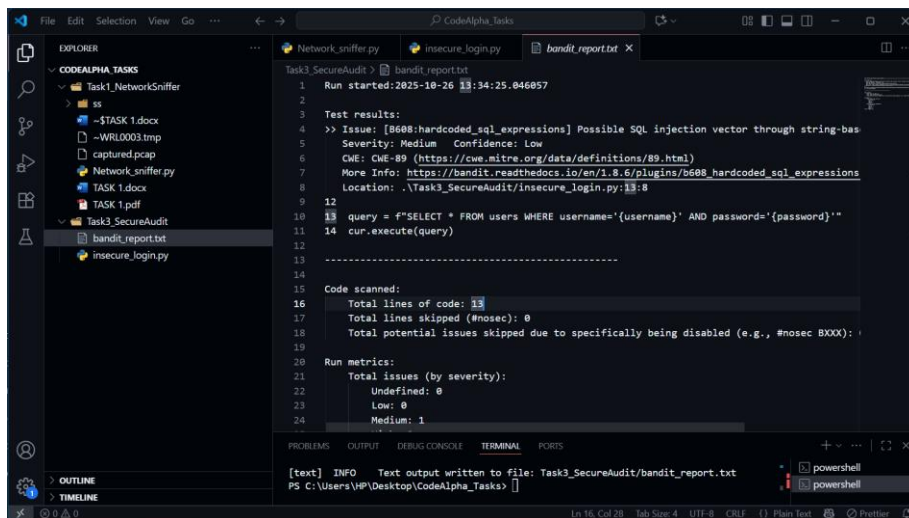 File Edit Selection View Go ··· CodeAlpha_Tasks
EXPLORER ···
CODEALPHA_TASKS
Task1_NetworkSniffer
ss
~$TASK 1.docx
~WRL0003.tmp
captured.pcap
Network_sniffer.py
TASK 1.docx
TASK 1.pdf
Task3_SecureAudit
bandit_report.txt
insecure_login.py
OUTLINE
TIMELINE
Network_sniffer.py insecure_login.py bandit_report.txt
Task3_SecureAudit > bandit_report.txt
1 Run started:2025-10-26 13:34:25.046057
2
3 Test results:
4 >> Issue: [B608:hardcoded_sql_expressions] Possible SQL injection vector through string-bas
5 Severity: Medium Confidence: Low
6 CWE: CWE-89 (https://cwe.mitre.org/data/definitions/89.html)
7 More Info: https://bandit.readthedocs.io/en/1.8.6/plugins/b608_hardcoded_sql_expressions
8 Location: .\Task3_SecureAudit/insecure_login.py:13:8
9 12
10 13 query = f"SELECT * FROM users WHERE username='{username}' AND password='{password}'"
11 14 cur.execute(query)
12
13 --------------------------------------------------
14
15 Code scanned:
16 Total lines of code: 13
17 Total lines skipped (#nosec): 0
18 Total potential issues skipped due to specifically being disabled (e.g., #nosec BXXX):
19
20 Run metrics:
21 Total issues (by severity):
22 Undefined: 0
23 Low: 0
24 Medium: 1
PROBLEMS OUTPUT DEBUG CONSOLE TERMINAL PORTS
[text] INFO Text output written to file: Task3_SecureAudit/bandit_report.txt
PS C:\Users\HP\Desktop\CodeAlpha_Tasks>
powershell
powershell
1
0 0 Ln 16, Col 28 Tab Size: 4 UTF-8 CRLF {} Plain Text Prettier